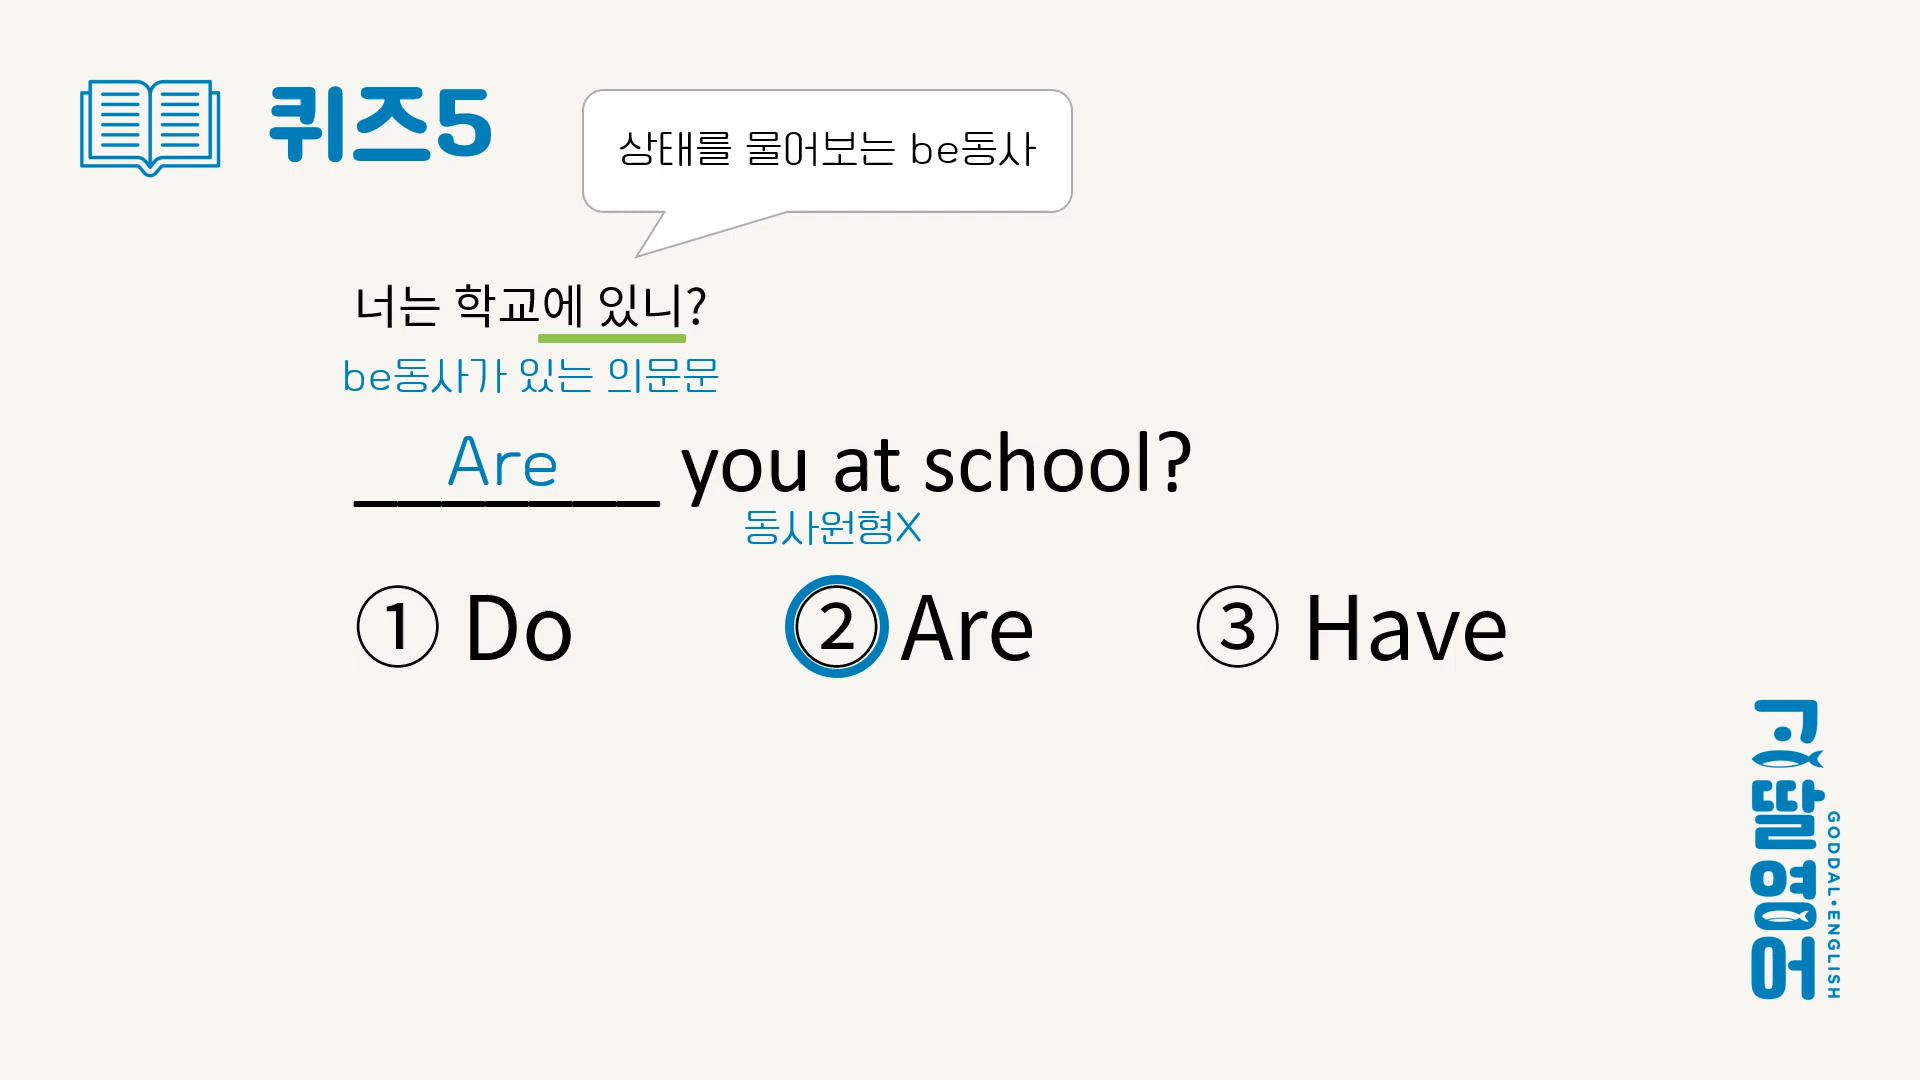 퀴즈5
상태를 물어보는 be동사
너는 학교에 있니?
be동사가 있는 의문문
Are you at school?
동사원형X
① Do ② Are ③ Have
고딸영어
GODDAL•ENGLISH